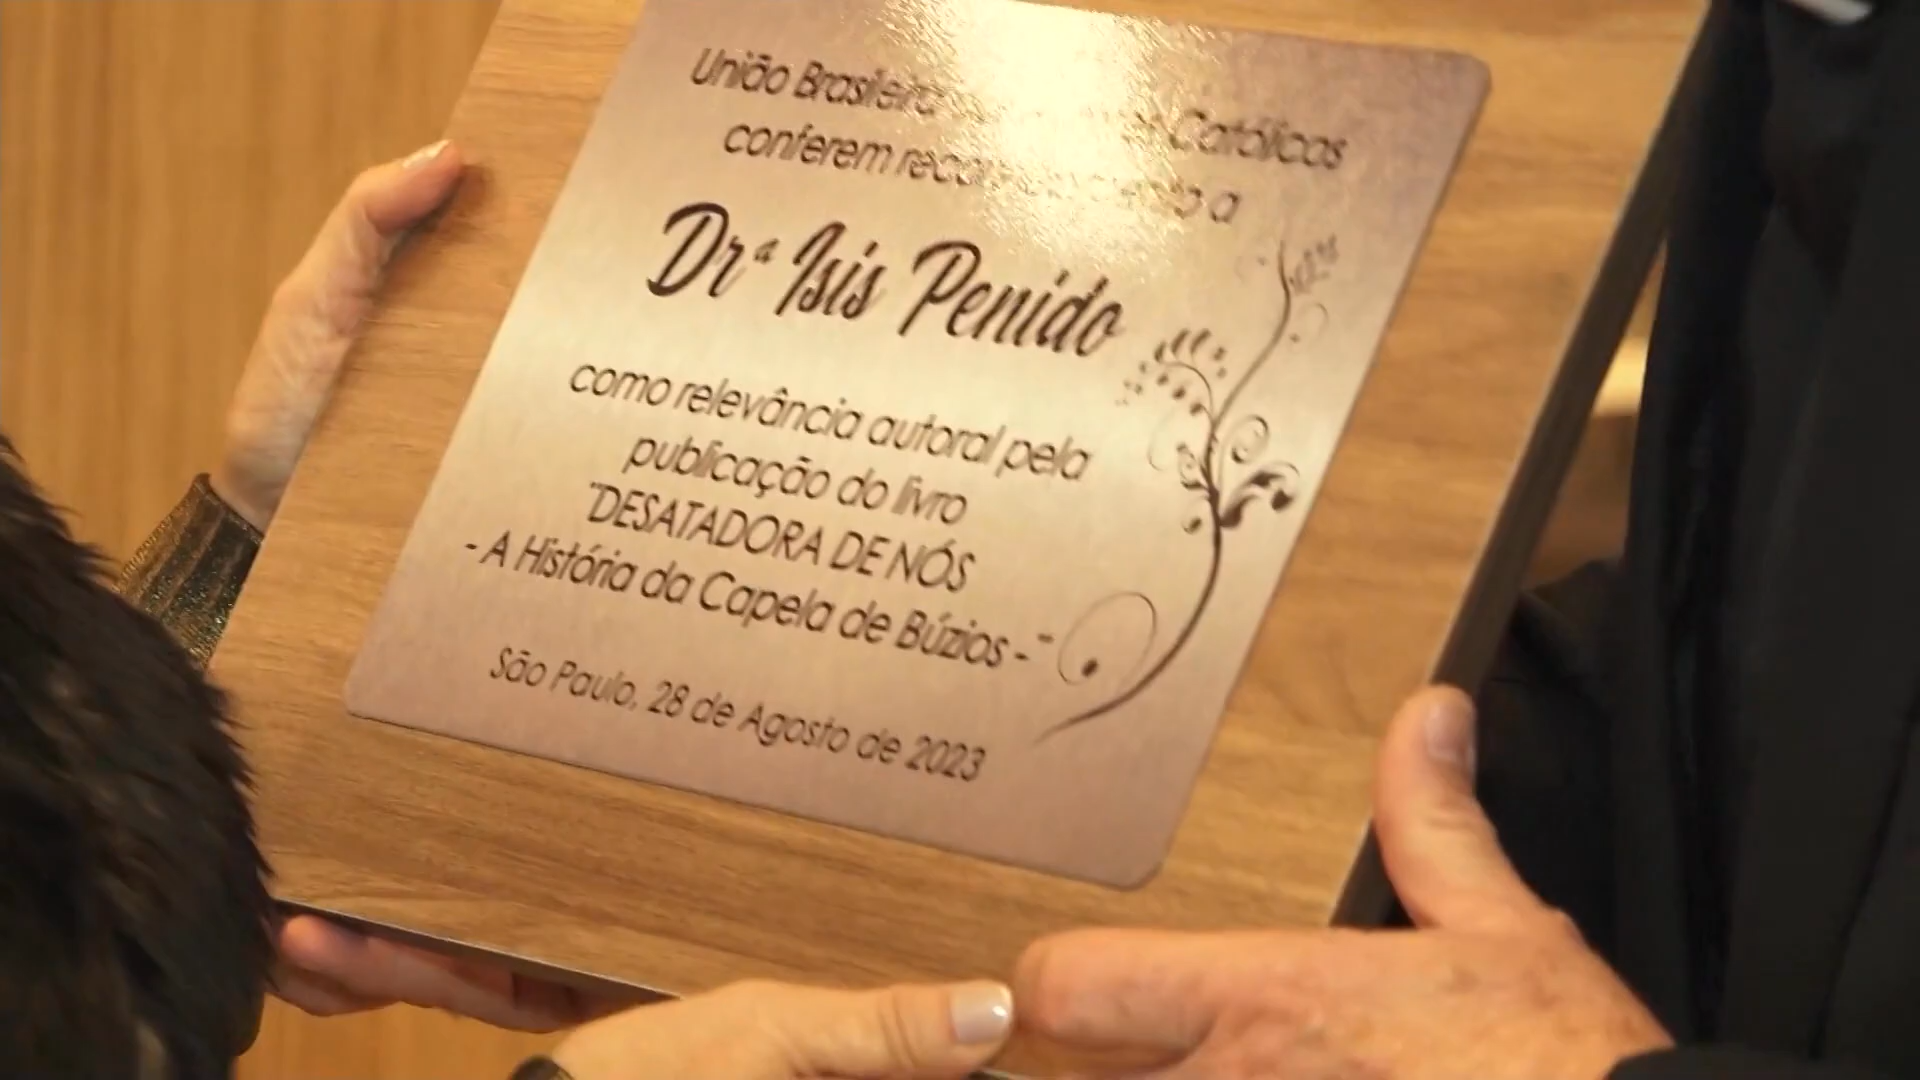 União Brasileira Católicas
conferem reconhecimento a
Drª Isis Penido
como relevância autoral pela
publicação do livro
"DESATADORA DE NÓS
- A História da Capela de Búzios - "
São Paulo, 28 de Agosto de 2023